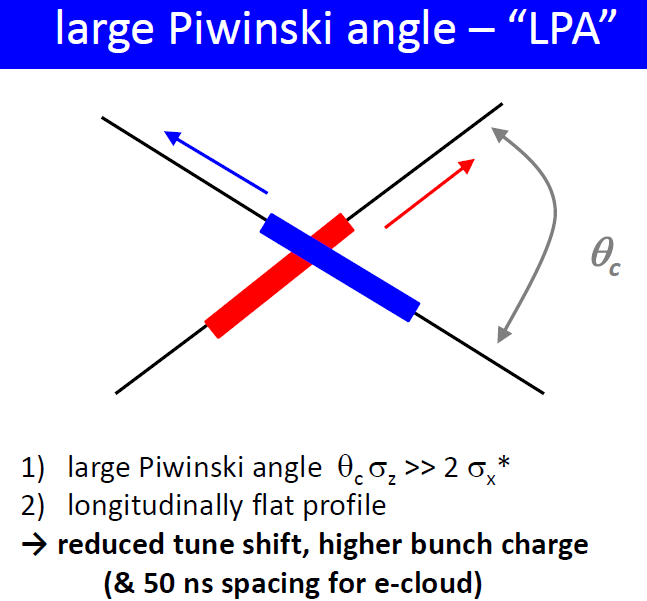 large Piwinski angle – “LPA”
θc
1) large Piwinski angle θc σz >> 2 σx*
2) longitudinally flat profile
→ reduced tune shift, higher bunch charge
(& 50 ns spacing for e-cloud)